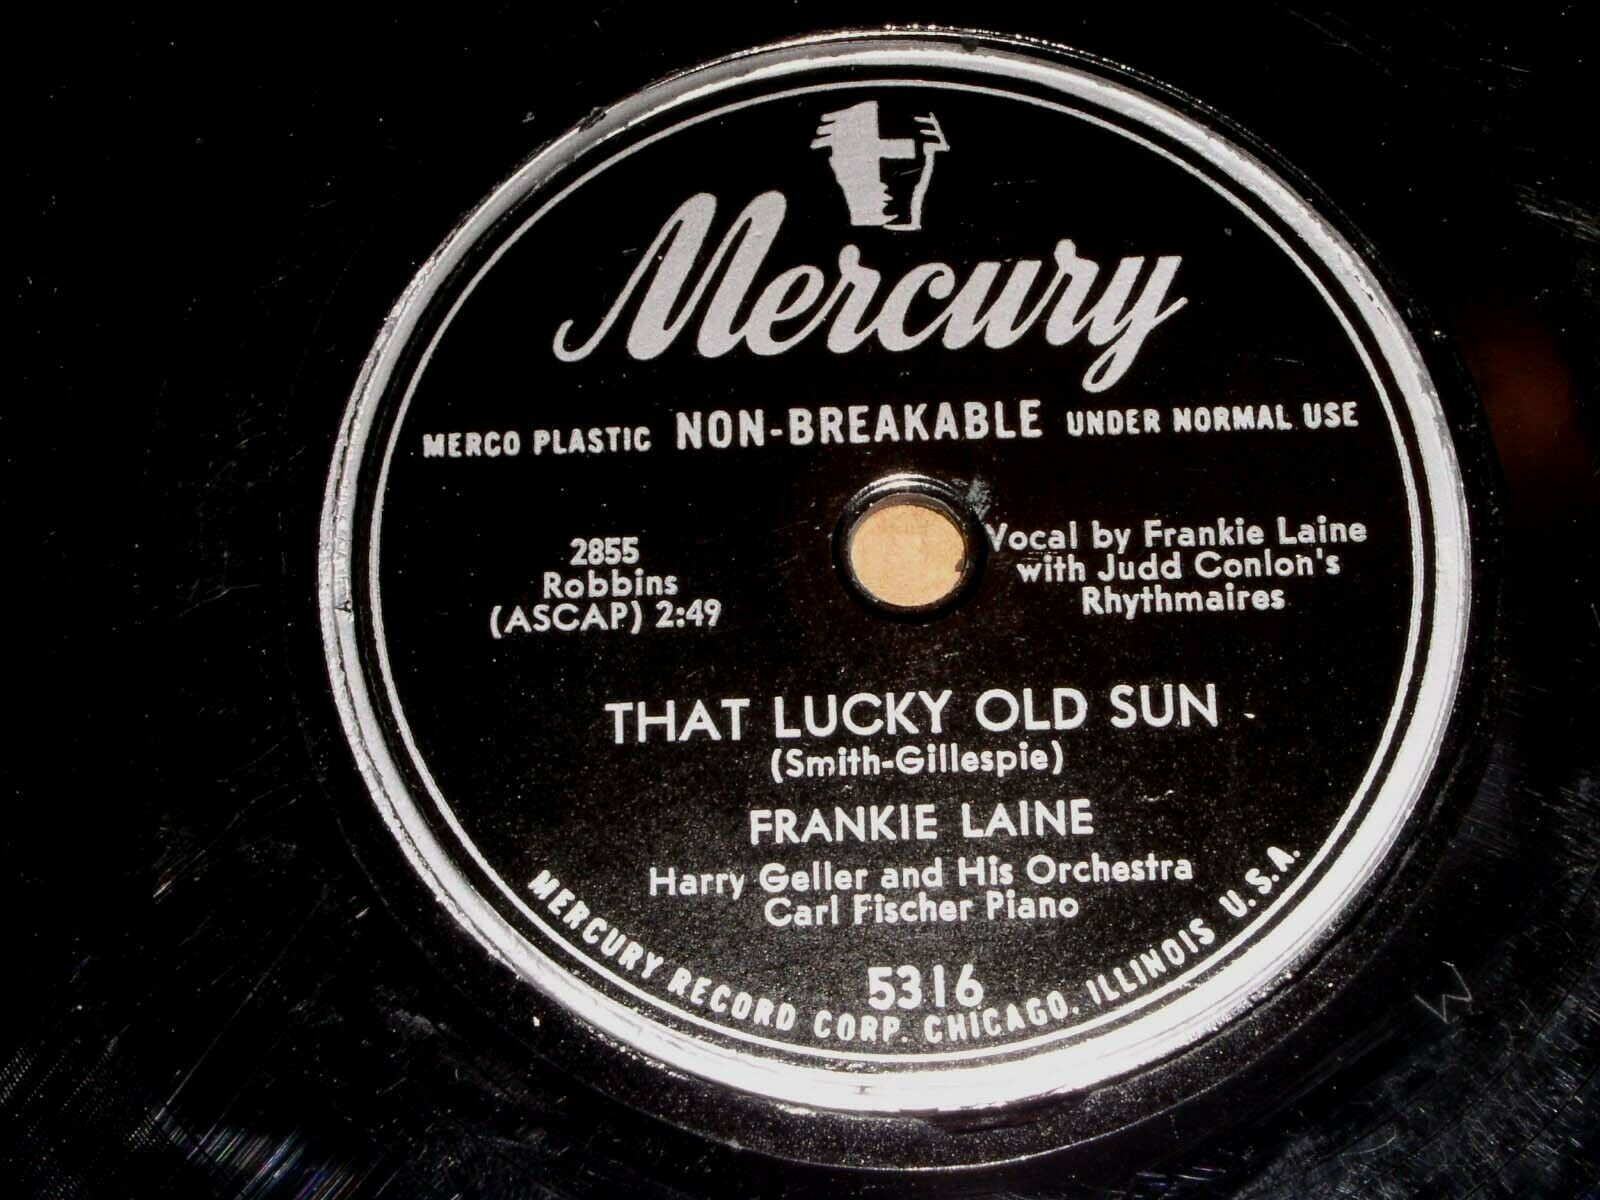 Mercury
MERCO PLASTIC NON-BREAKABLE UNDER NORMAL USE
2855
Robbins
(ASCAP) 2:49
Vocal by Frankie Laine
with Judd Conlon's
Rhythmaires
THAT LUCKY OLD SUN
(Smith-Gillespie)
FRANKIE LAINE
Harry Geller and His Orchestra
Carl Fischer Piano
5316
MERCURY RECORD CORP. CHICAGO, ILLINOIS U.S.A.